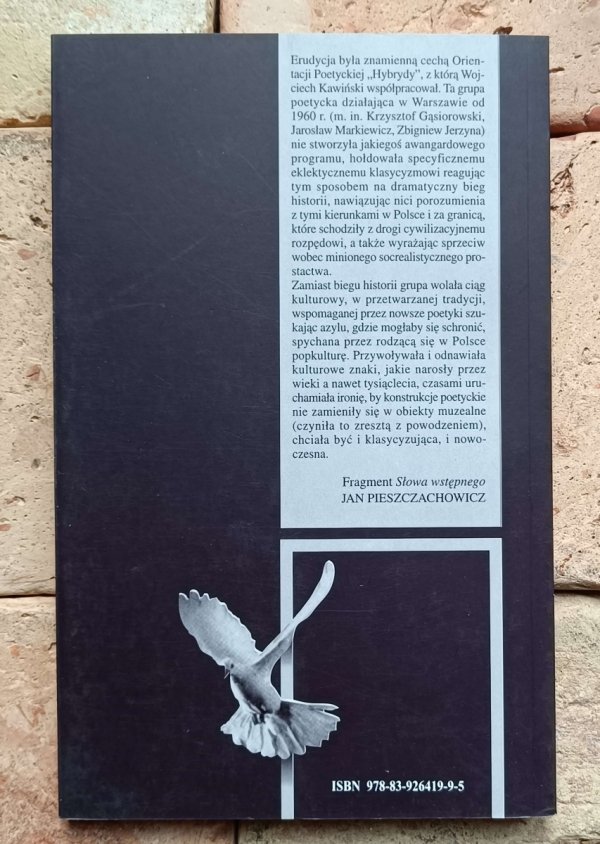 Erudycja była znamienną cechą Orien-
tacji Poetyckiej „Hybrydy”, z którą Woj-
ciech Kawiński współpracował. Ta grupa
poetycka działająca w Warszawie od
1960 r. (m. in. Krzysztof Gąsiorowski,
Jarosław Markiewicz, Zbigniew Jerzyna)
nie stworzyła jakiegoś awangardowego
programu, hołdowała specyficznemu
eklektycznemu klasycyzmowi reagując
tym sposobem na dramatyczny bieg
historii, nawiązując nici porozumienia
z tymi kierunkami w Polsce i za granicą,
które schodziły z drogi cywilizacyjnemu
rozpędowi, a także wyrażając sprzeciw
wobec minionego socrealistycznego pro-
stactwa.
Zamiast biegu historii grupa wolała ciąg
kulturowy, w przetwarzanej tradycji,
wspomaganej przez nowsze poetyki szu-
kając azylu, gdzie mogłaby się schronić,
spychana przez rodzącą się w Polsce
popkulturę. Przywoływała i odnawiała
kulturowe znaki, jakie narosły przez
wieki a nawet tysiąclecia, czasami uru-
chamiała ironię, by konstrukcje poetyckie
nie zamieniły się w obiekty muzealne
(czyniła to zresztą z powodzeniem),
chciała być i klasycyzująca, i nowo-
czesna.
Fragment Słowa wstępnego
JAN PIESZCZACHOWICZ
ISBN 978-83-926419-9-5